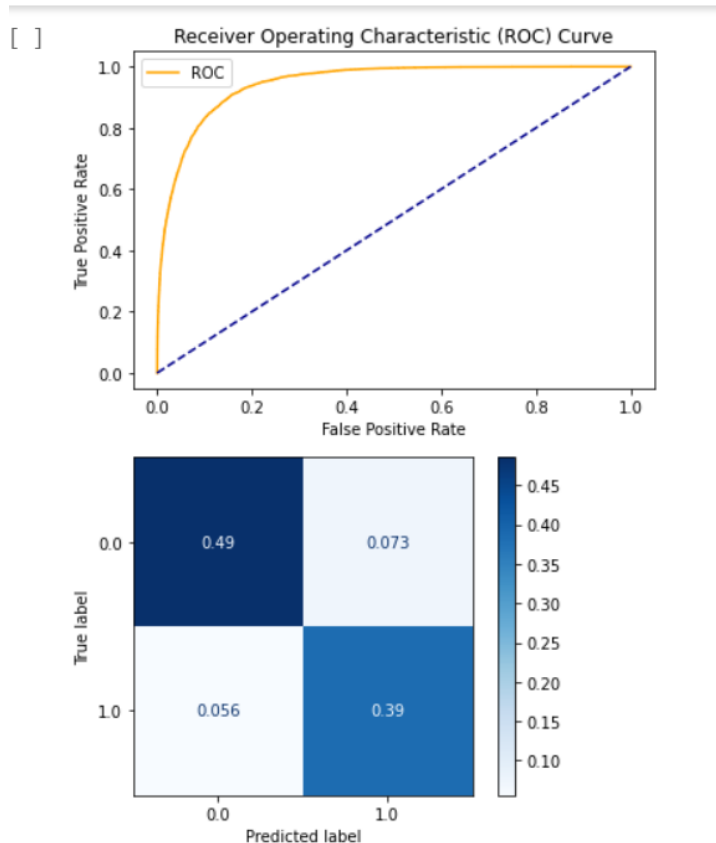 [ ]
Receiver Operating Characteristic (ROC) Curve
1.0
ROC
0.8
0.6
0.4
0.2
0.0
True Positive Rate
0.0 0.2 0.4 0.6 0.8 1.0
False Positive Rate
0.0
1.0
True label
0.49 0.073
0.056 0.39
0.0 1.0
Predicted label
0.45
0.40
0.35
0.30
0.25
0.20
0.15
0.10